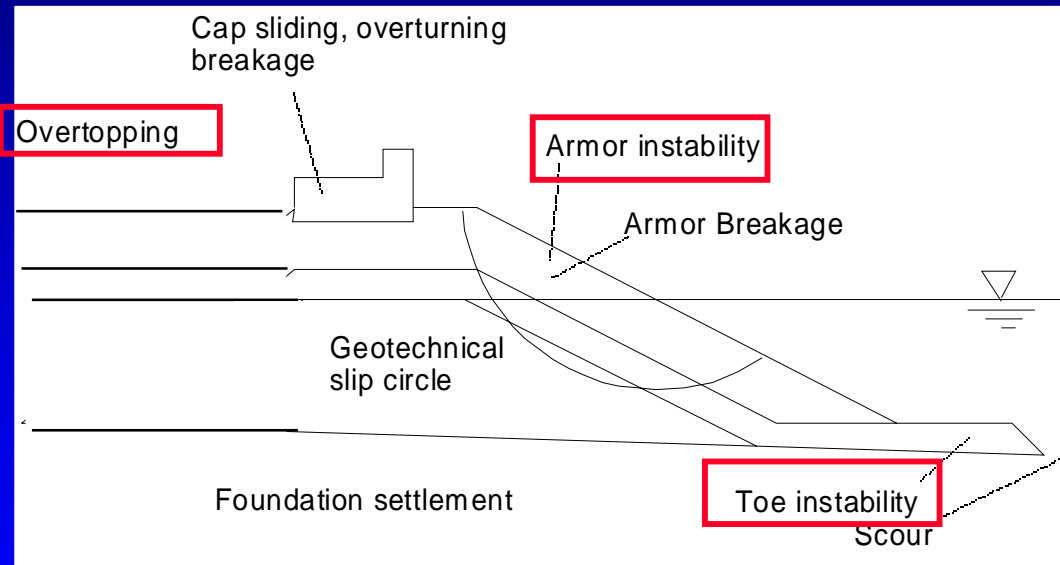 Cap sliding, overturning
breakage
Overtopping
Armor instability
Armor Breakage
Geotechnical
slip circle
Foundation settlement
Toe instability
Scour